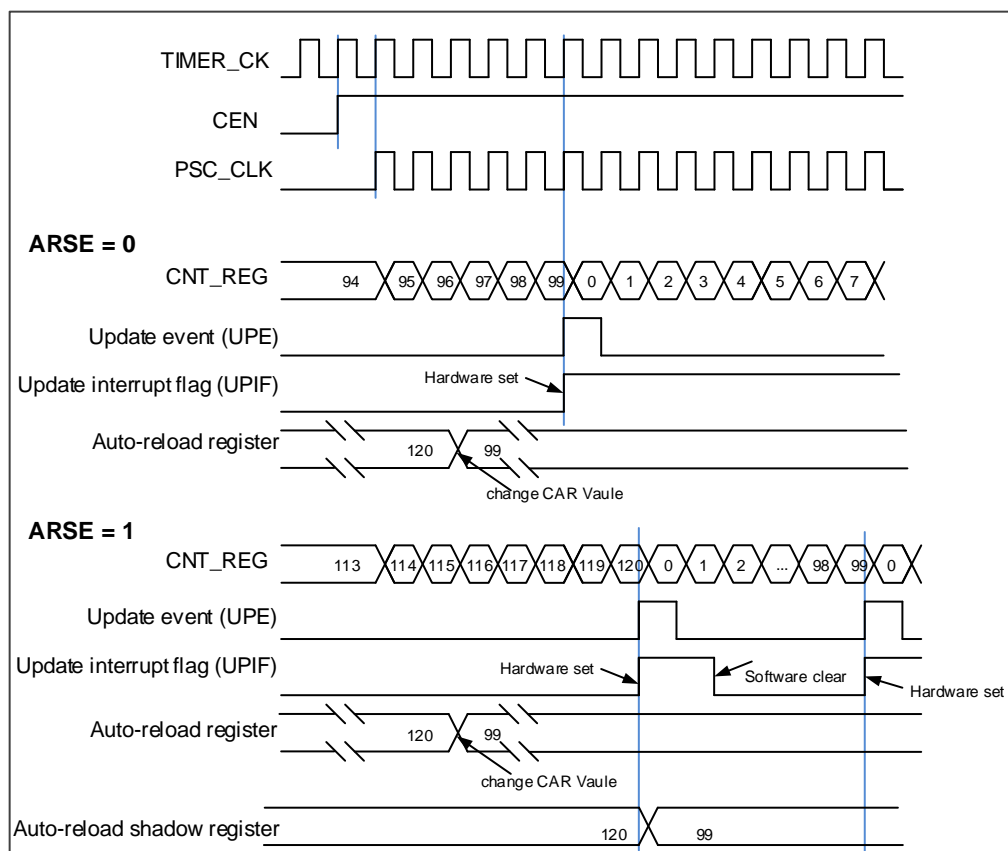 TIMER_CK
CEN
PSC_CLK
ARSE = 0
CNT_REG 94 95 96 97 98 99 0 1 2 3 4 5 6 7
Update event (UPE)
Update interrupt flag (UPIF) Hardware set
Auto-reload register 120 99
change CAR Vaule
ARSE = 1
CNT_REG 113 114 115 116 117 118 119 120 0 1 2 ... 98 99 0
Update event (UPE)
Update interrupt flag (UPIF) Hardware set Software clear Hardware set
Auto-reload register 120 99
change CAR Vaule
Auto-reload shadow register 120 99